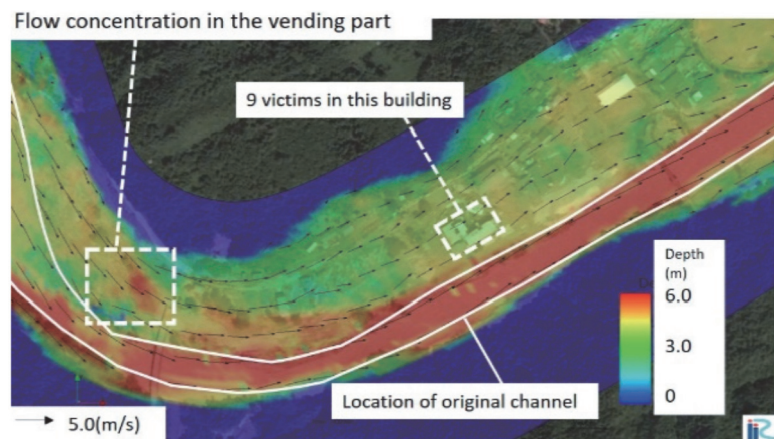 Flow concentration in the vending part
9 victims in this building
Depth
(m)
6.0
3.0
0
Location of original channel
5.0(m/s)